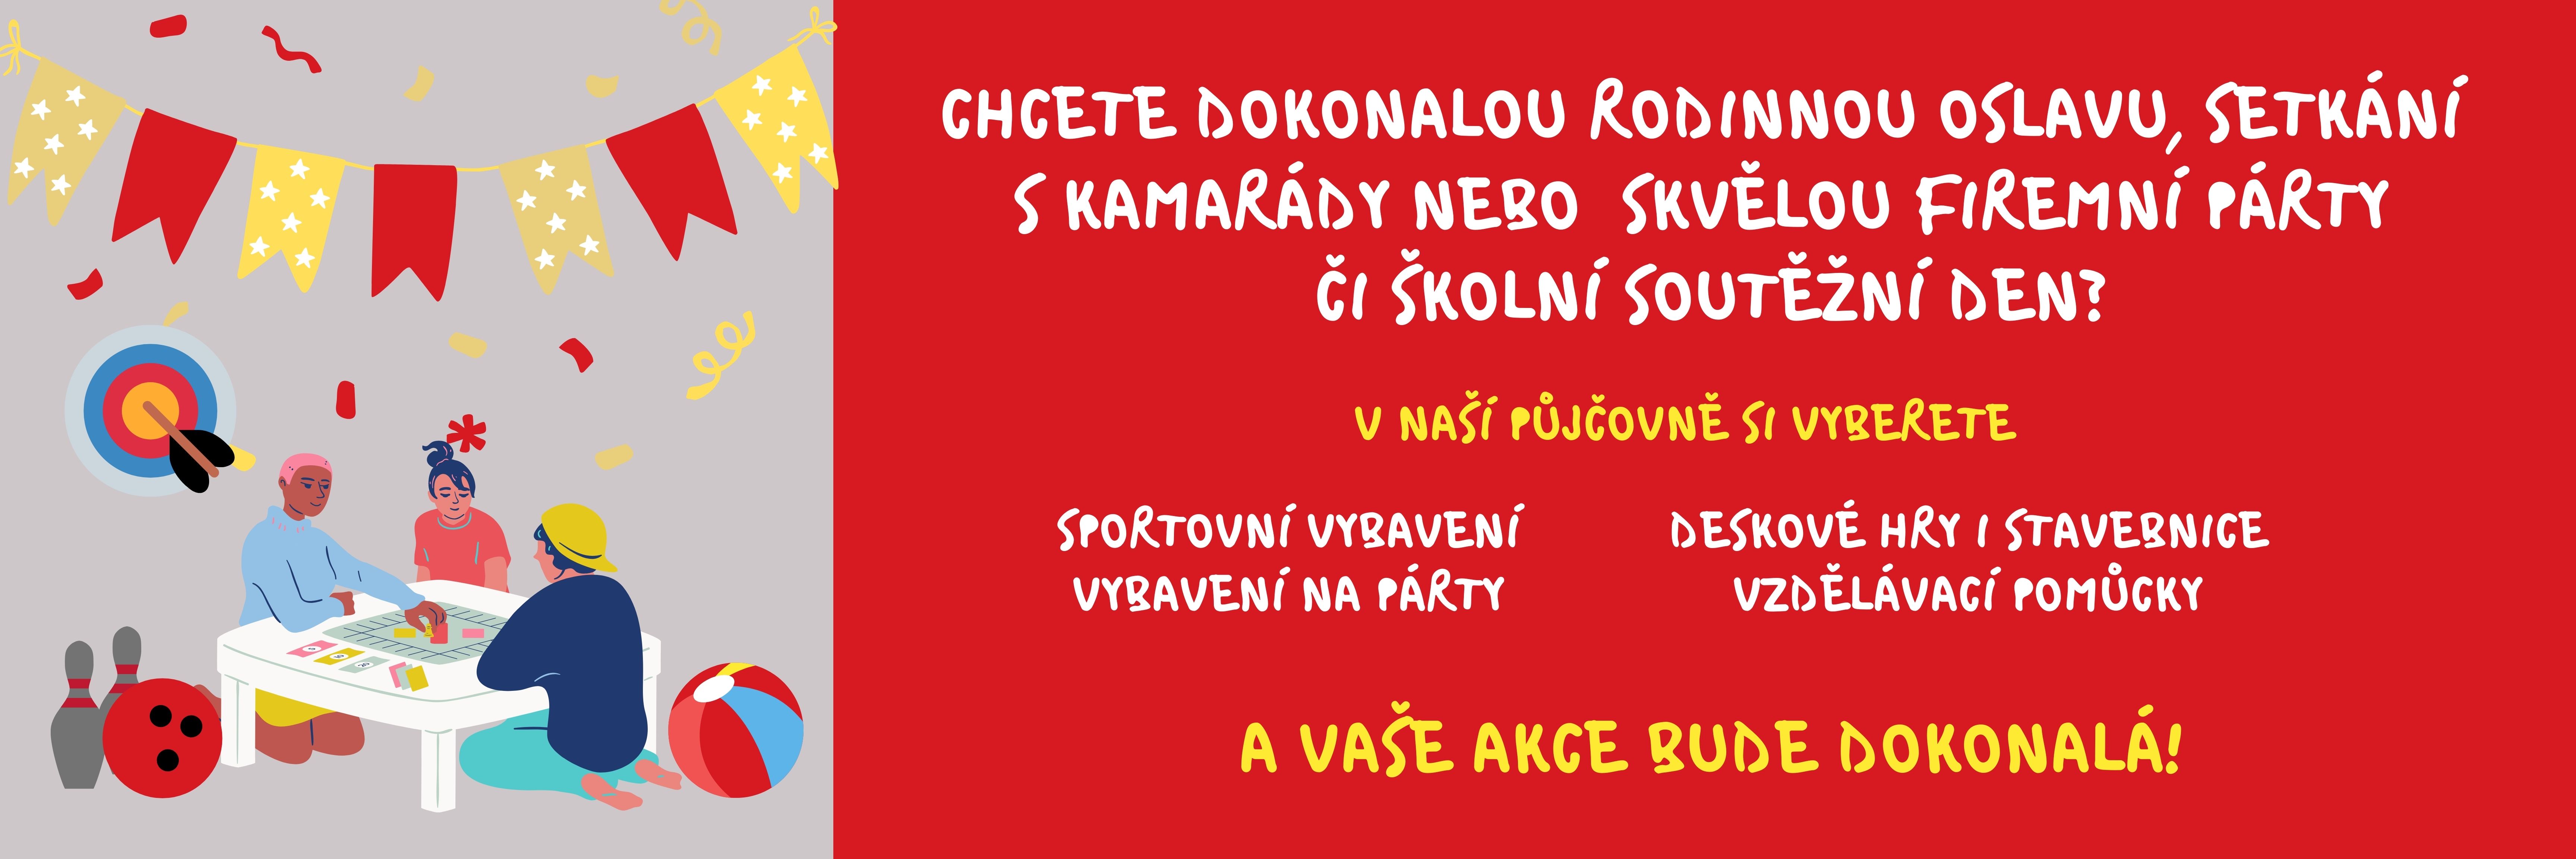 CHCETE DOKONALOU RODINNOU OSLAVU, SETKÁNÍ
S KAMARÁDY NEBO SKVĚLOU FIREMNÍ PÁRTY
ČI ŠKOLNÍ SOUTĚŽNÍ DEN?
V NAŠÍ PŮJČOVNĚ SI VYBERETE
SPORTOVNÍ VYBAVENÍ
VYBAVENÍ NA PÁRTY
DESKOVÉ HRY I STAVEBNICE
VZDĚLÁVACÍ POMŮCKY
A VAŠE AKCE BUDE DOKONALÁ!